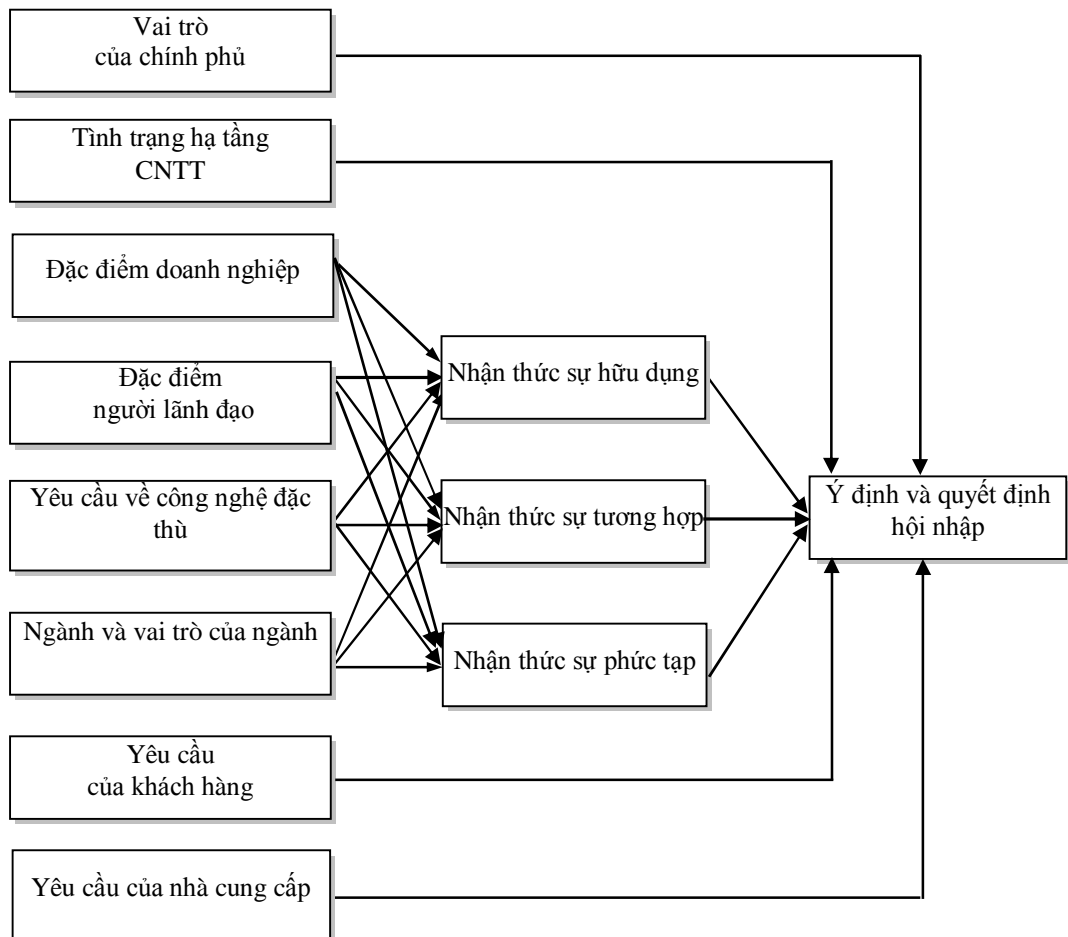 Vai trò
của chính phủ
Tình trạng hạ tầng
CNTT
Đặc điểm doanh nghiệp
Đặc điểm
người lãnh đạo
Yêu cầu về công nghệ đặc
thù
Ngành và vai trò của ngành
Yêu cầu
của khách hàng
Yêu cầu của nhà cung cấp
Nhận thức sự hữu dụng
Nhận thức sự tương hợp
Nhận thức sự phức tạp
Ý định và quyết định
hội nhập